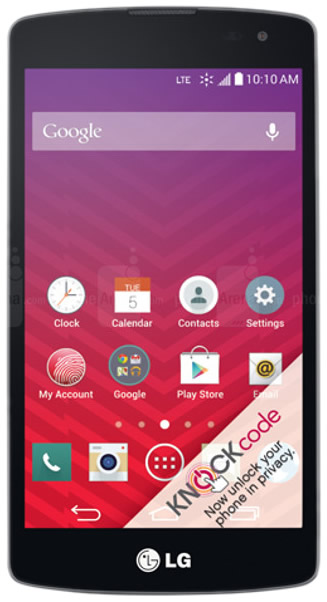 LTE 10:10 AM
Google
TUE
5
Clock Calendar Contacts Settings
@
My Account Google Play Store Email
KNOCK code
Now unlock your
phone in privacy.
LG